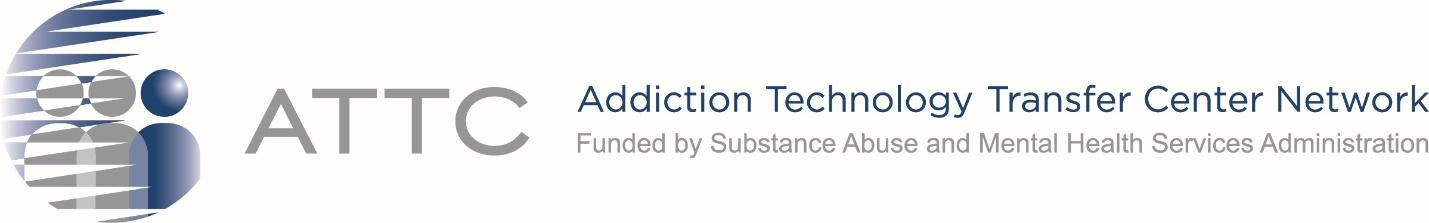 ATTC
Addiction Technology Transfer Center Network
Funded by Substance Abuse and Mental Health Services Administration